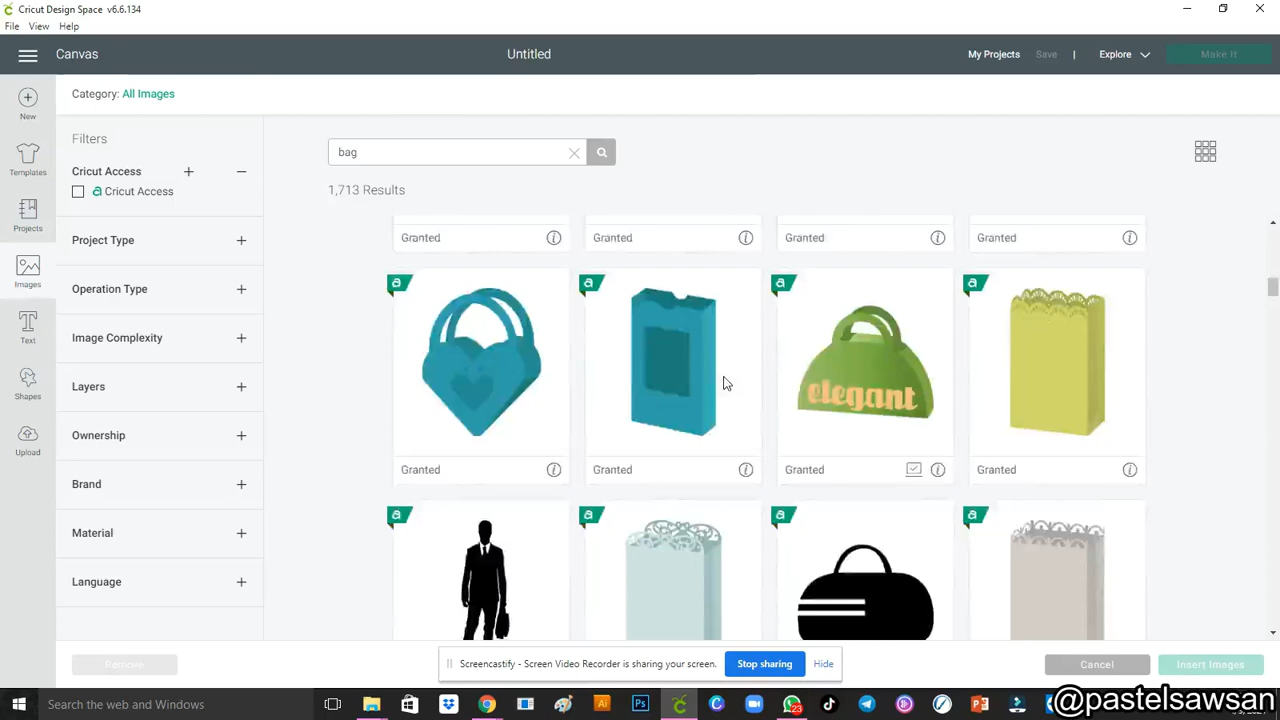 Cricut Design Space v6.6.134
File View Help
Canvas
Untitled
My Projects Save | Explore Make It
New
Templates
Projects
Images
Text
Shapes
Upload
Category: All Images
Filters
Cricut Access
a Cricut Access
Project Type
Operation Type
Image Complexity
Layers
Ownership
Brand
Material
Language
bag
1,713 Results
Granted Granted Granted Granted
a a a a
elegant
Granted Granted Granted Granted
a a a a
Remove
Screencastify - Screen Video Recorder is sharing your screen. Stop sharing Hide
Cancel Insert Images
Search the web and Windows
23
@pastelsawsan